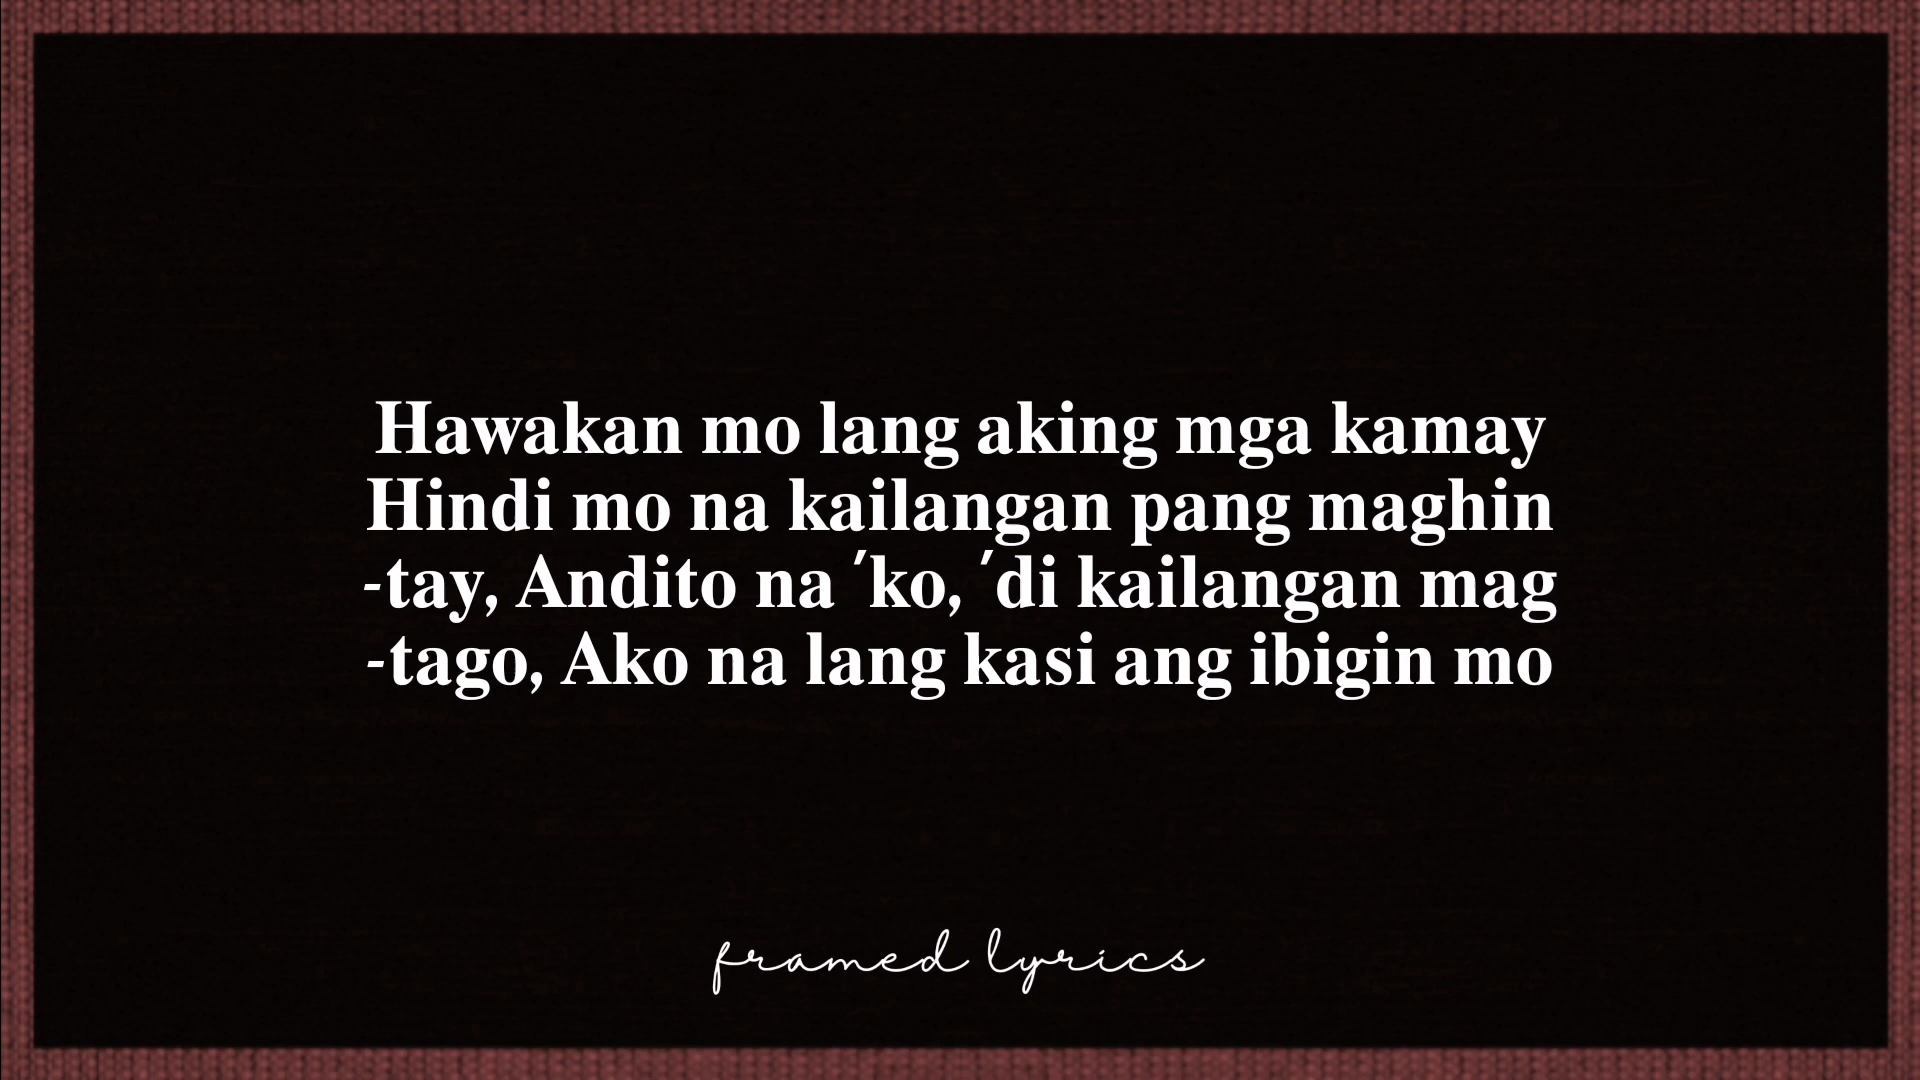 Hawakan mo lang aking mga kamay
Hindi mo na kailangan pang maghin
-tay, Andito na ´ko, ´di kailangan mag
-tago, Ako na lang kasi ang ibigin mo
framed lyrics